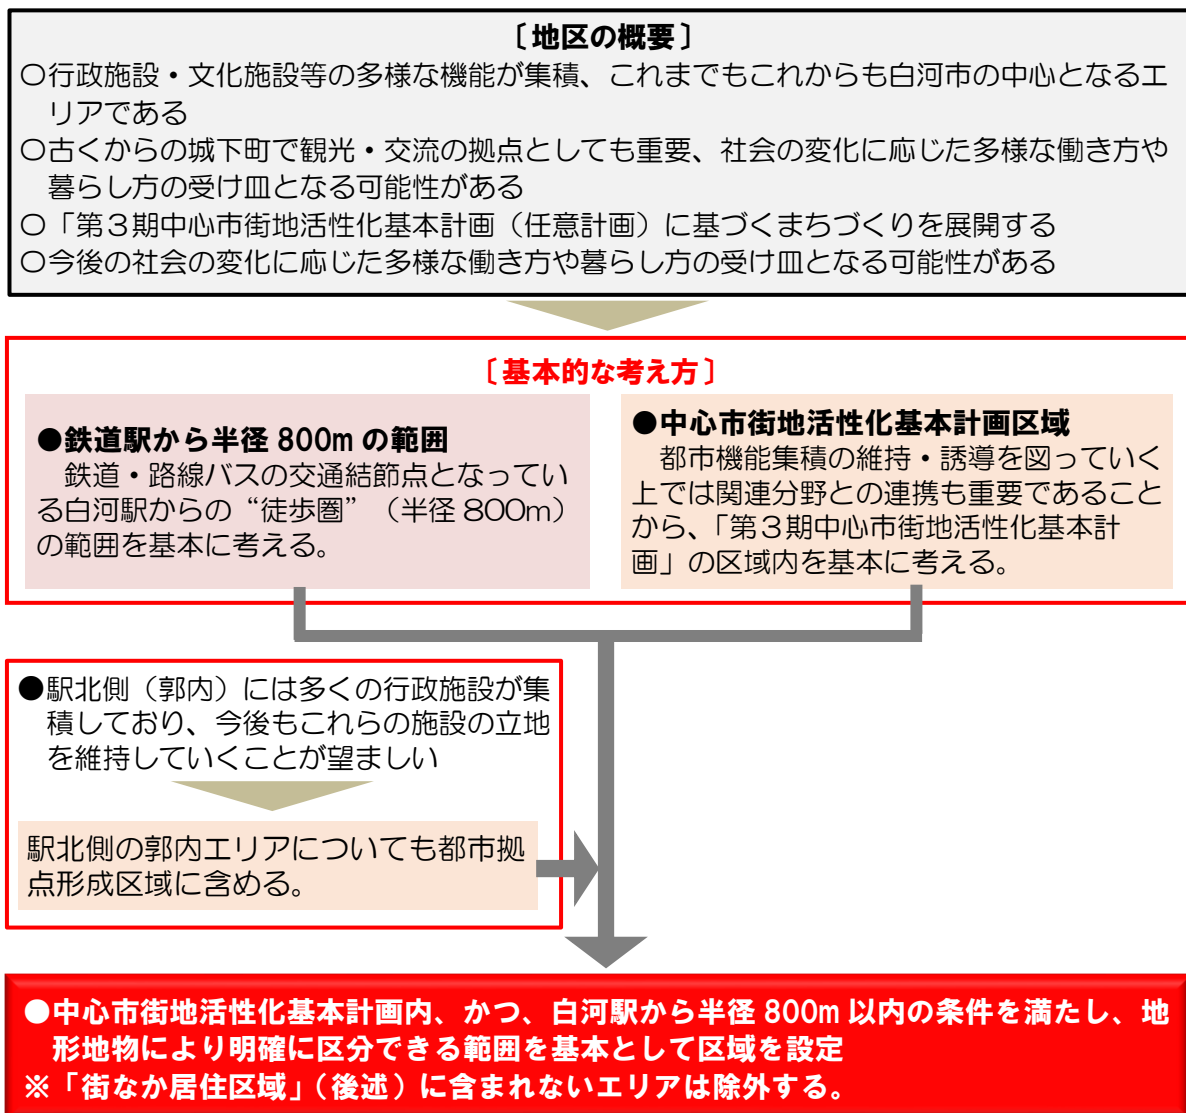 〔地区の概要〕
〇行政施設・文化施設等の多様な機能が集積、これまでもこれからも白河市の中心となるエ
リアである
〇古くからの城下町で観光・交流の拠点としても重要、社会の変化に応じた多様な働き方や
暮らし方の受け皿となる可能性がある
〇「第３期中心市街地活性化基本計画（任意計画）に基づくまちづくりを展開する
〇今後の社会の変化に応じた多様な働き方や暮らし方の受け皿となる可能性がある
〔基本的な考え方〕
●鉄道駅から半径 800m の範囲
鉄道・路線バスの交通結節点となってい
る白河駅からの“徒歩圏”（半径 800m）
の範囲を基本に考える。
●中心市街地活性化基本計画区域
都市機能集積の維持・誘導を図っていく
上では関連分野との連携も重要であること
から、「第３期中心市街地活性化基本計
画」の区域内を基本に考える。
●駅北側（郭内）には多くの行政施設が集
積しており、今後もこれらの施設の立地
を維持していくことが望ましい
駅北側の郭内エリアについても都市拠
点形成区域に含める。
●中心市街地活性化基本計画内、かつ、白河駅から半径 800m 以内の条件を満たし、地
形地物により明確に区分できる範囲を基本として区域を設定
※「街なか居住区域」（後述）に含まれないエリアは除外する。